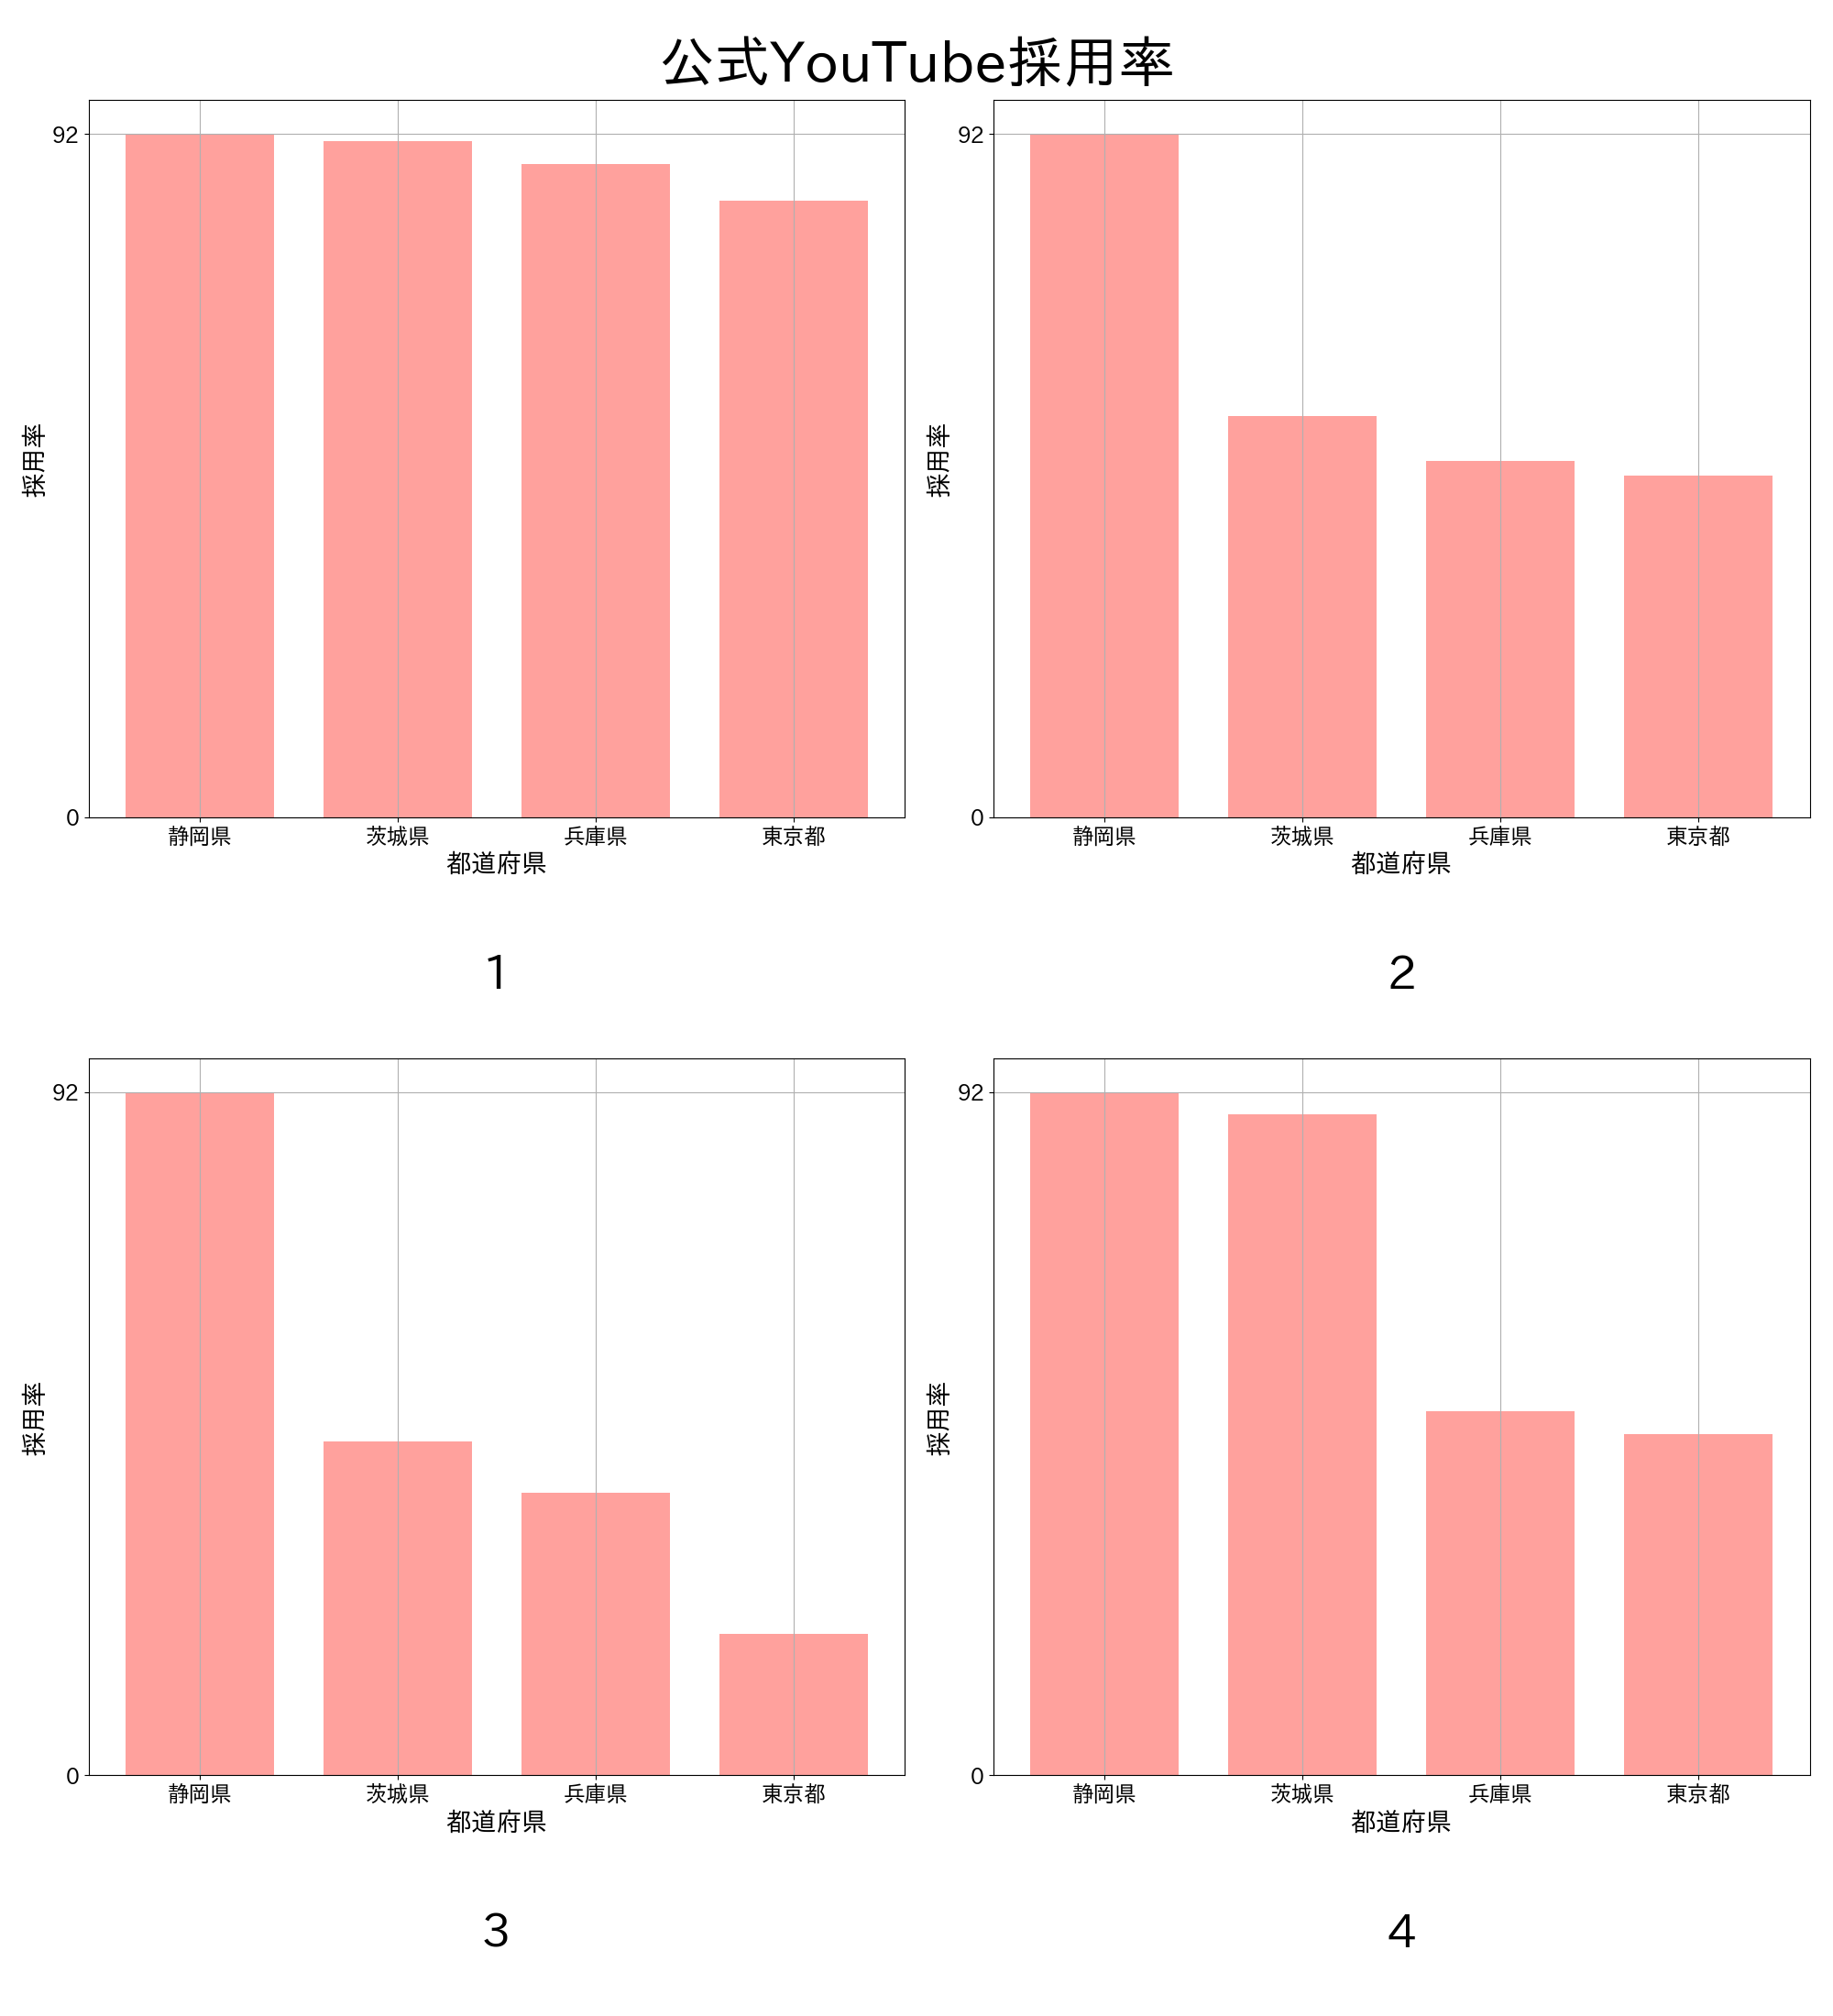 公式YouTube採用率
92
0
採用率
静岡県 茨城県 兵庫県 東京都
都道府県
1
92
0
採用率
静岡県 茨城県 兵庫県 東京都
都道府県
2
92
0
採用率
静岡県 茨城県 兵庫県 東京都
都道府県
3
92
0
採用率
静岡県 茨城県 兵庫県 東京都
都道府県
4